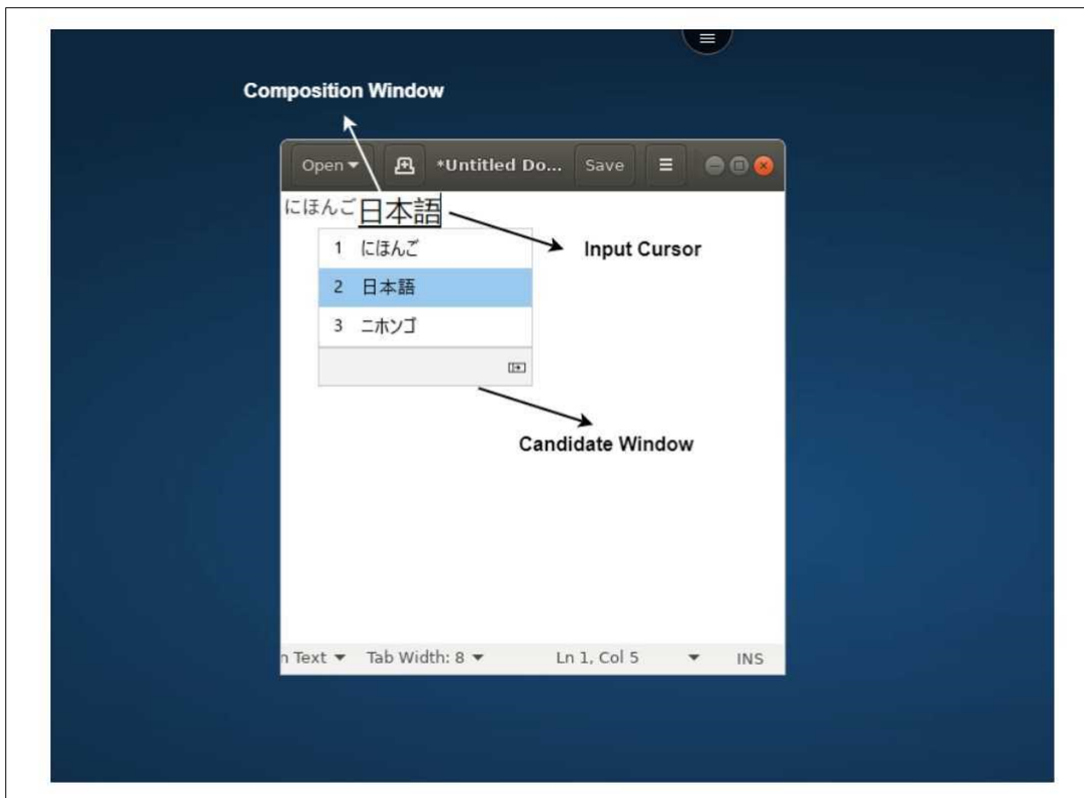 Composition Window
Open *Untitled Do... Save
にほんご日本語
Input Cursor
1 にほんご
2 日本語
3 ニホンゴ
Candidate Window
n Text Tab Width: 8 Ln 1, Col 5 INS